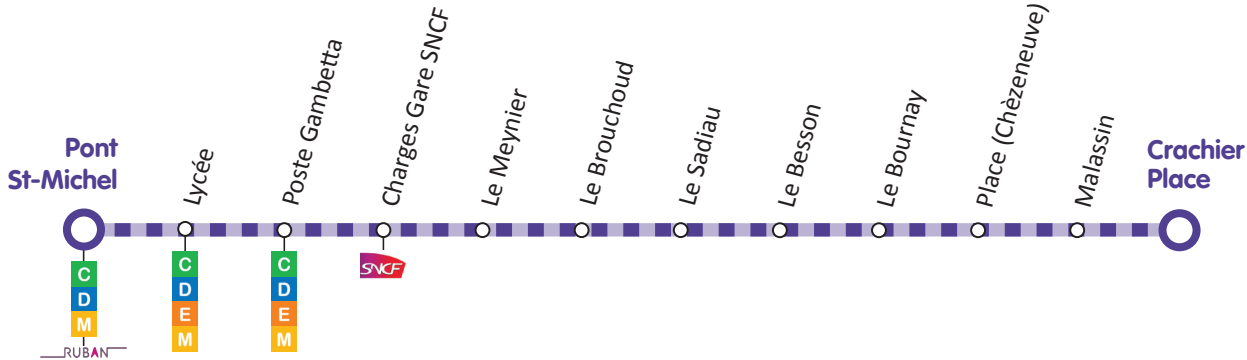 Pont
St-Michel
Lycée
Poste Gambetta
Charges Gare SNCF
Le Meynier
Le Brouchoud
Le Sadiau
Le Besson
Le Bournay
Place (Chèzeneuve)
Malassin
Crachier
Place
C
D
M
RUBAN
C
D
E
M
C
D
E
M
SNCF